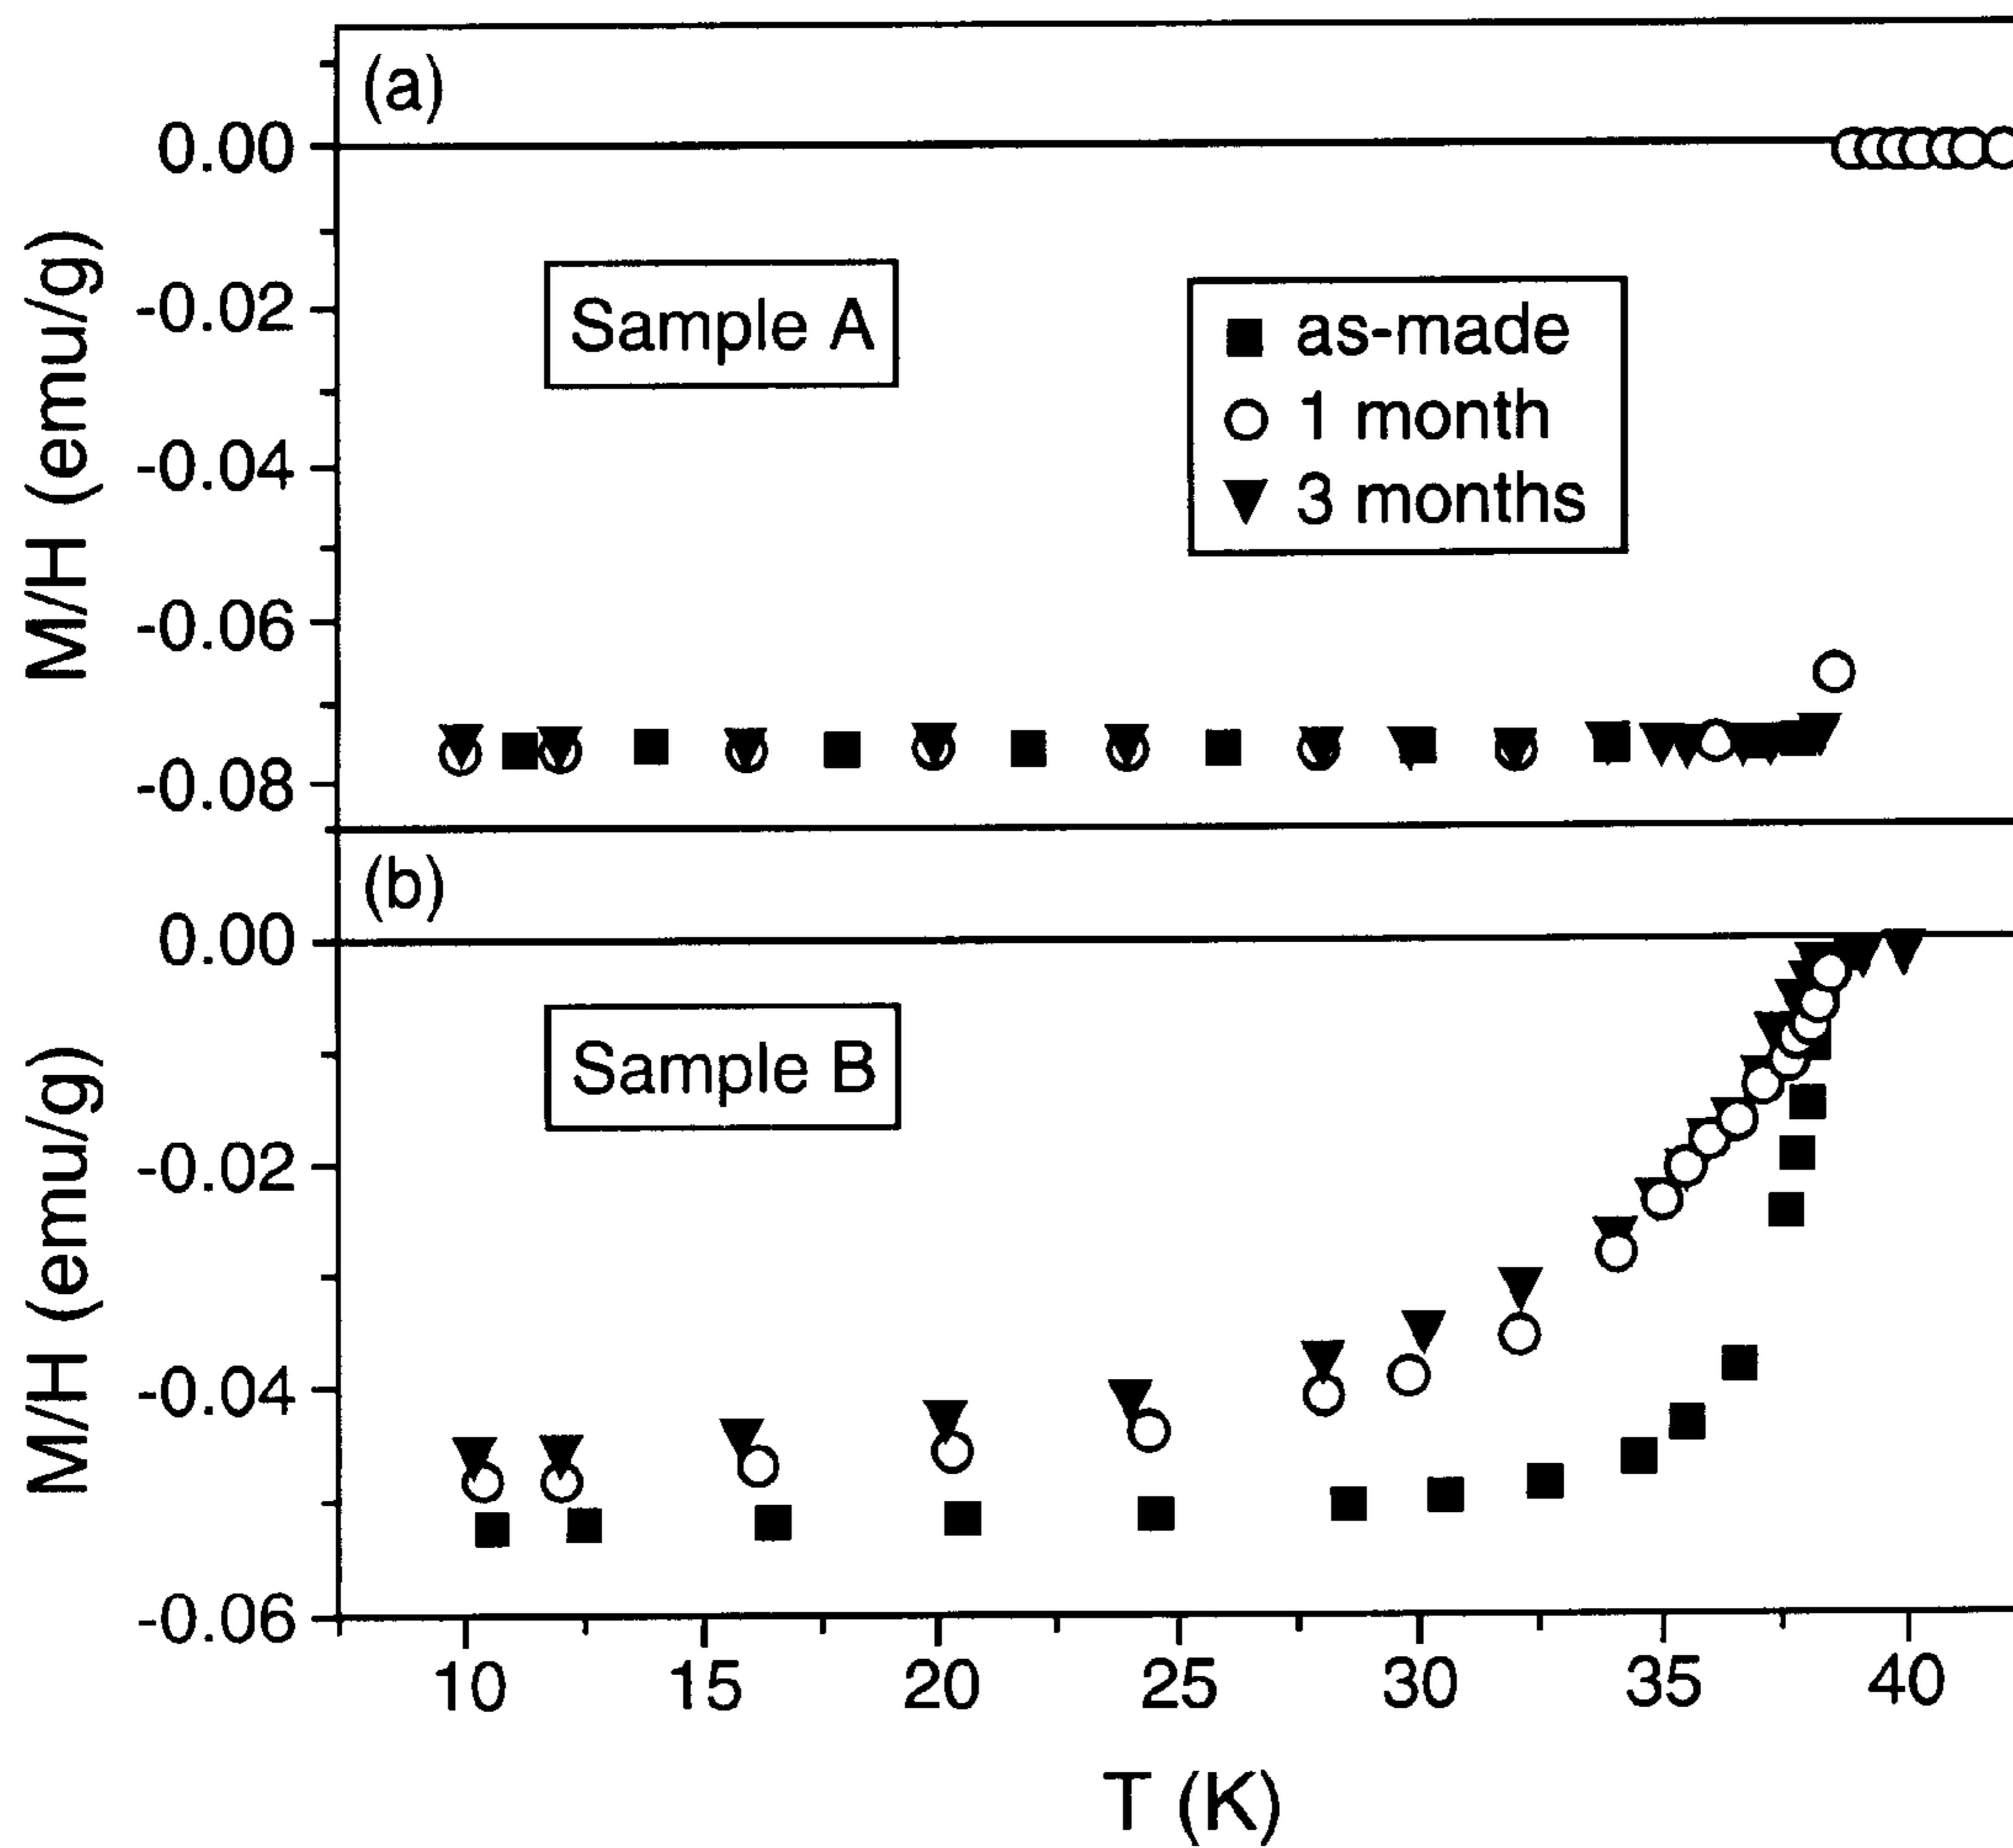 (a)
0.00
-0.02
-0.04
-0.06
-0.08
M/H (emu/g)
Sample A
as-made
1 month
3 months
(b)
0.00
-0.02
-0.04
-0.06
M/H (emu/g)
Sample B
10 15 20 25 30 35 40
T (K)